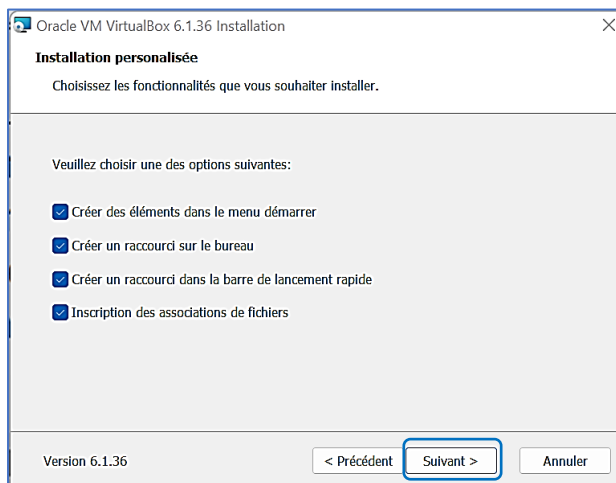 Oracle VM VirtualBox 6.1.36 Installation
Installation personalisée
Choisissez les fonctionnalités que vous souhaiter installer.
Veuillez choisir une des options suivantes:
Créer des éléments dans le menu démarrer
Créer un raccourci sur le bureau
Créer un raccourci dans la barre de lancement rapide
Inscription des associations de fichiers
Version 6.1.36 < Précédent Suivant > Annuler